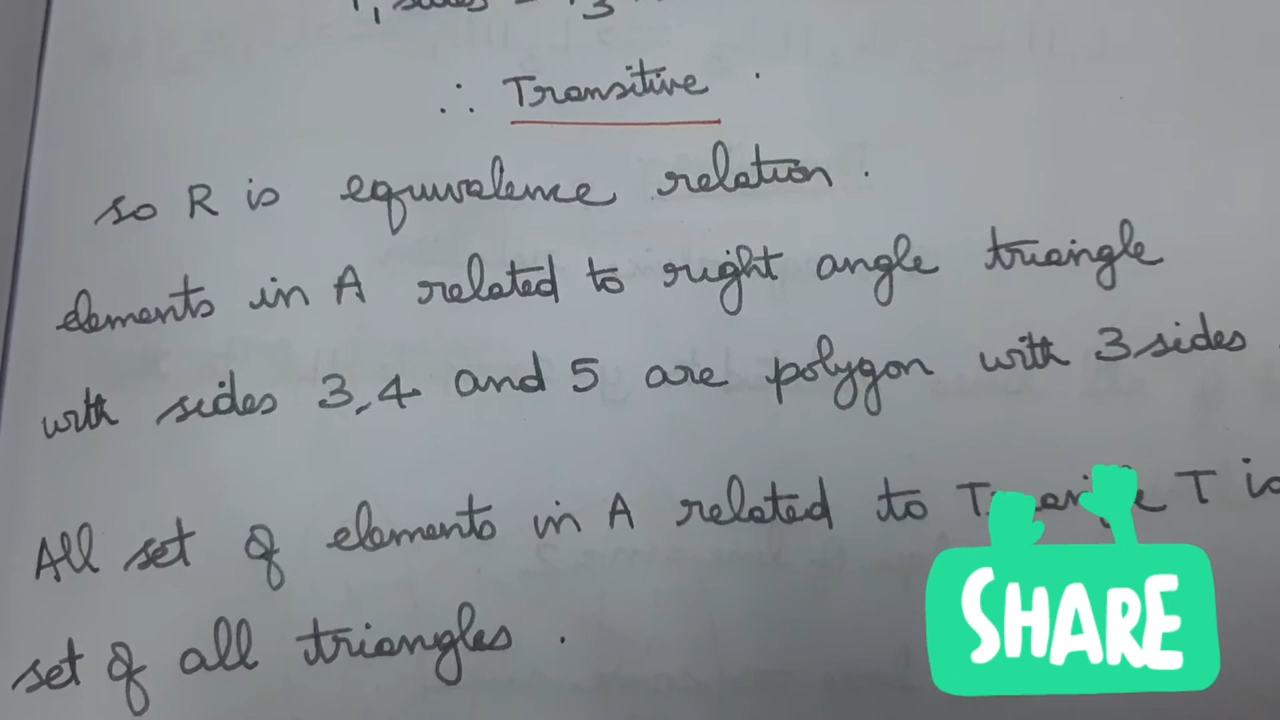 ∴ Transitive .
so R is equivalence relation .
elements in A related to right angle triangle
with sides 3,4 and 5 are polygon with 3 sides .
All set of elements in A related to T is
set of all triangles .
SHARE